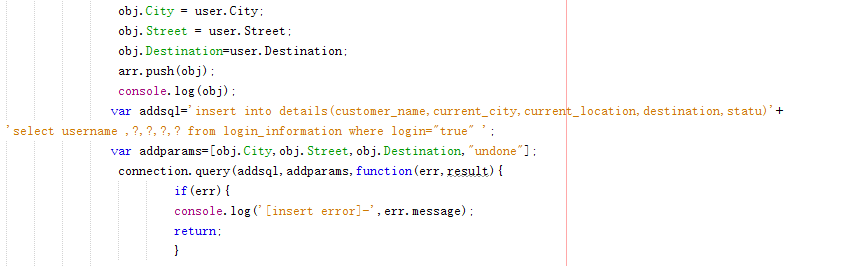 obj.City = user.City;
obj.Street = user.Street;
obj.Destination=user.Destination;
arr.push(obj);
console.log(obj);
var addsql='insert into details(customer_name,current_city,current_location,destination,statu)'+
'select username ,?,?,?,? from login_information where login="true" ';
var addparams=[obj.City,obj.Street,obj.Destination,"undone"];
connection.query(addsql,addparams,function(err,result){
if(err){
console.log('[insert error]-',err.message);
return;
}